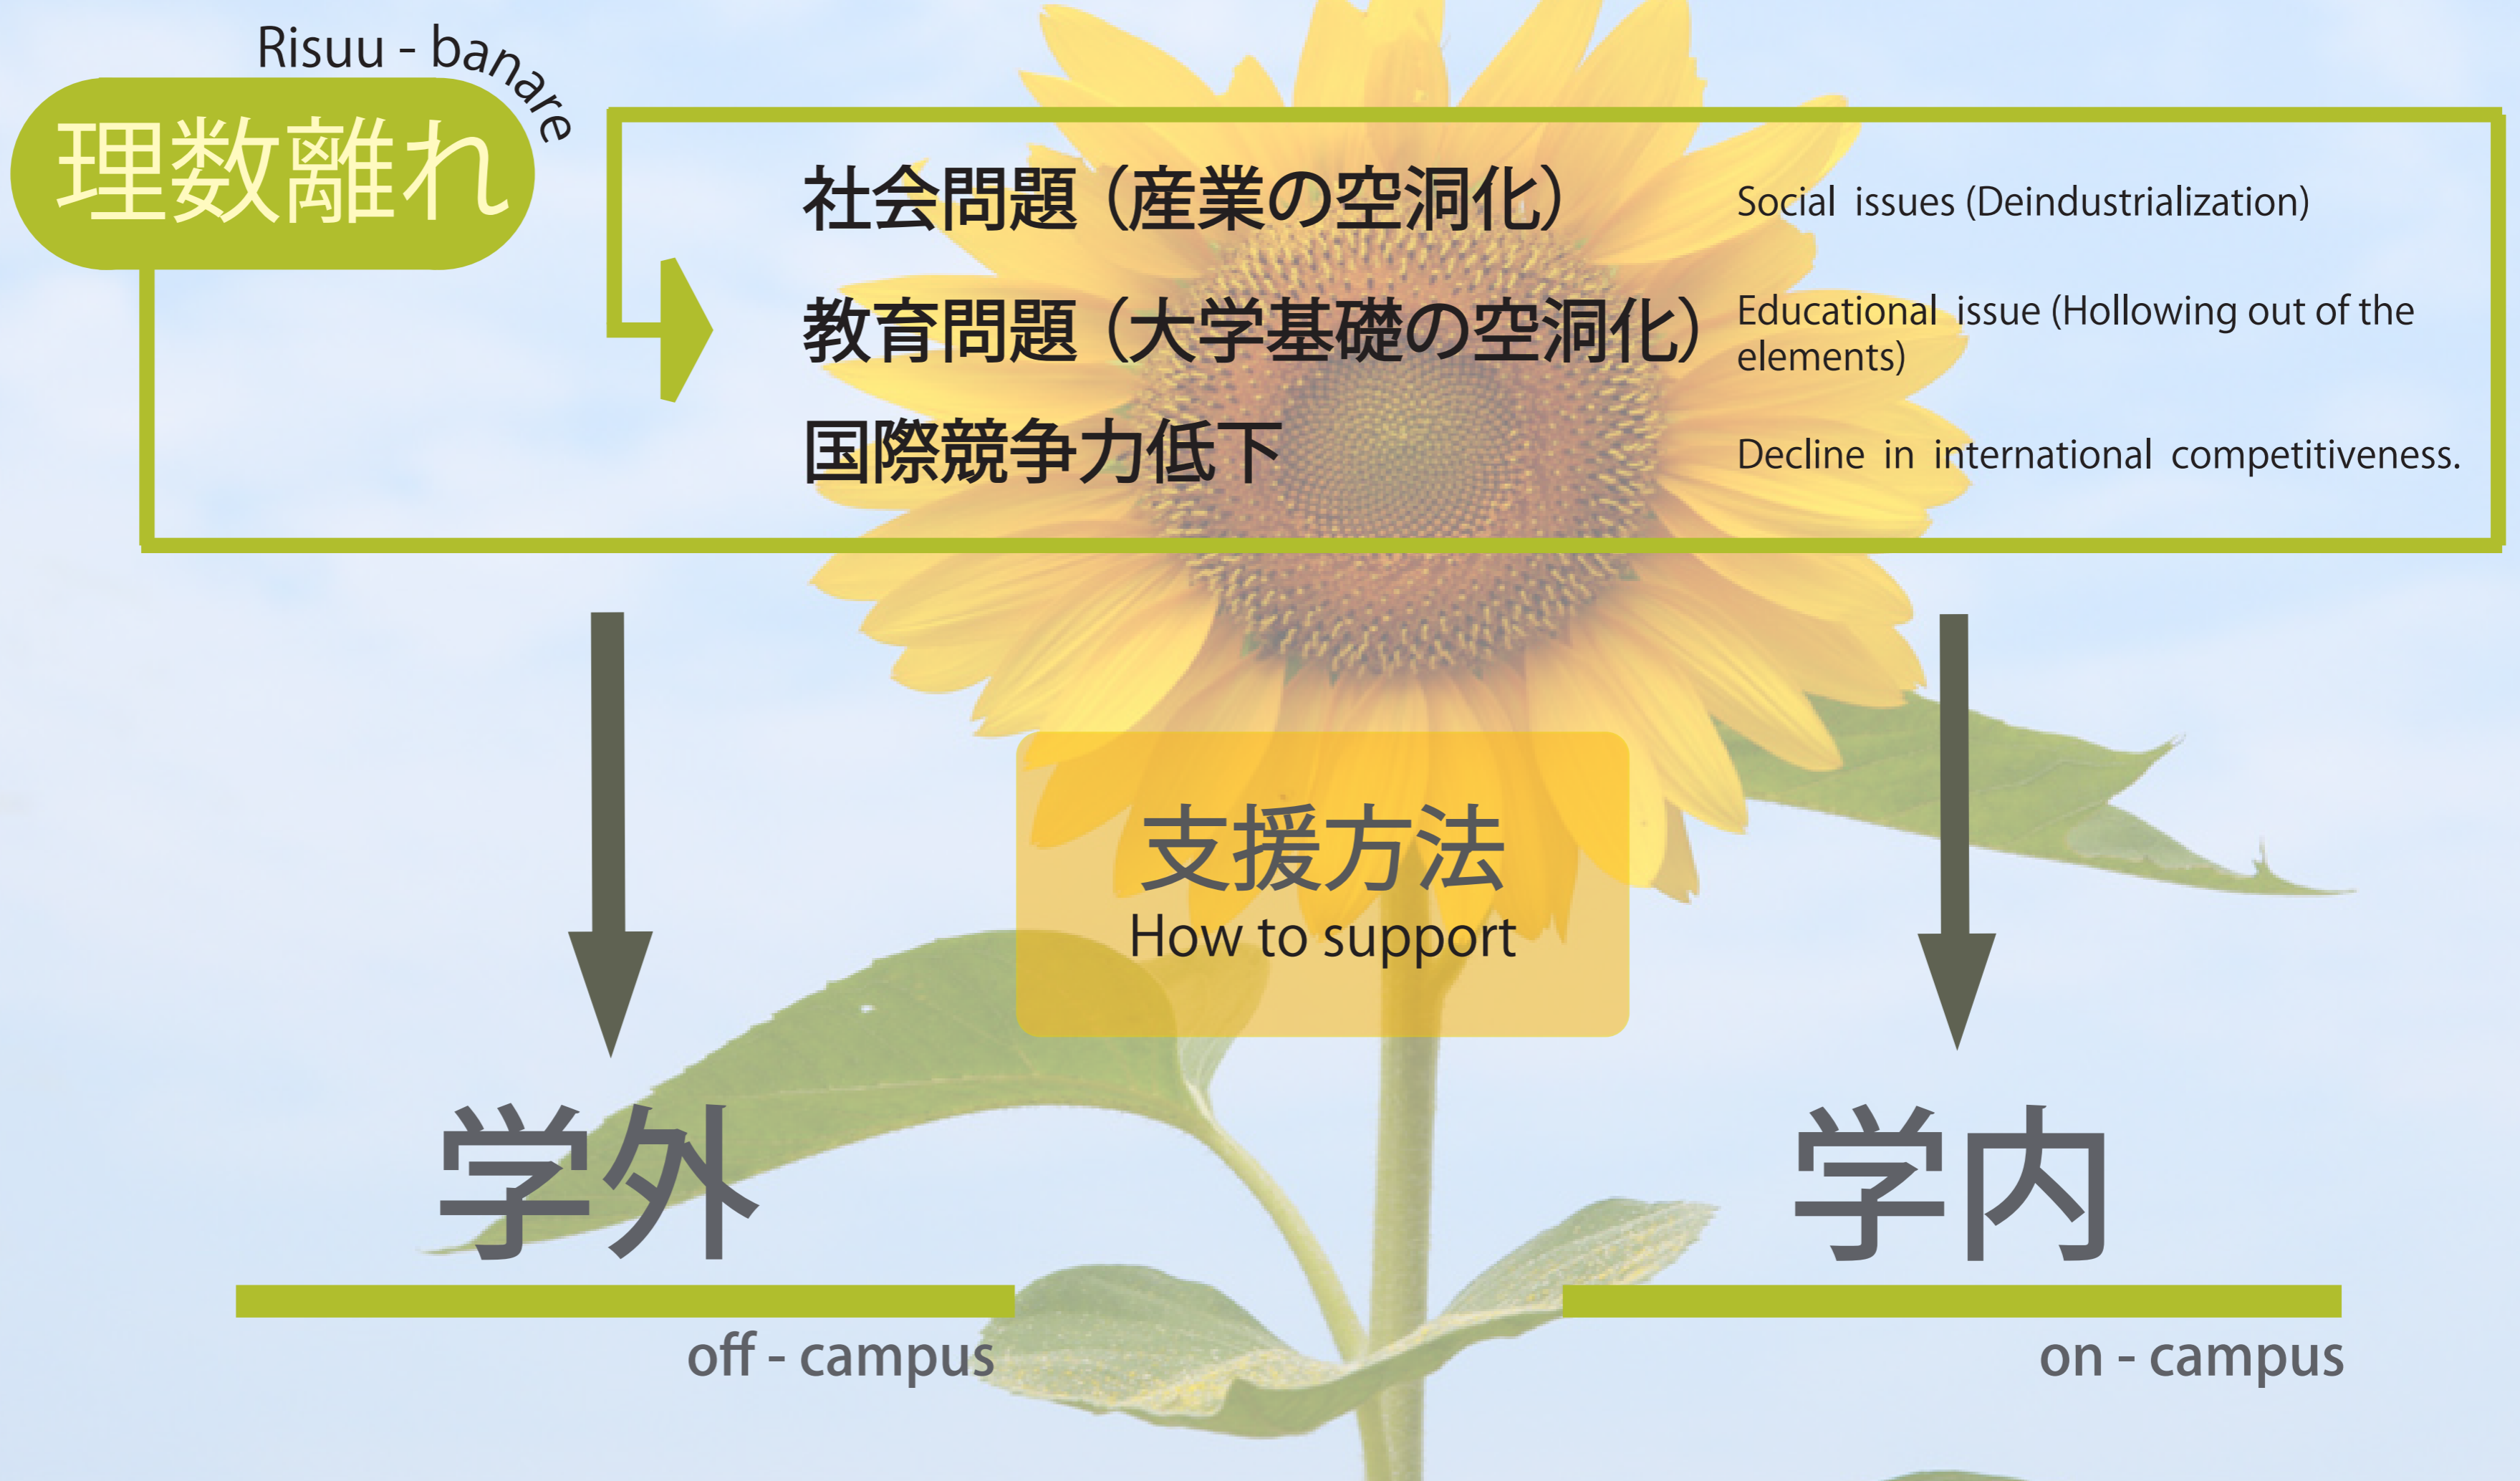 Risuu - banare
理数離れ
社会問題（産業の空洞化）
Social issues (Deindustrialization)
教育問題（大学基礎の空洞化）
Educational issue (Hollowing out of the
elements)
国際競争力低下
Decline in international competitiveness.
支援方法
How to support
学外
off - campus
学内
on - campus